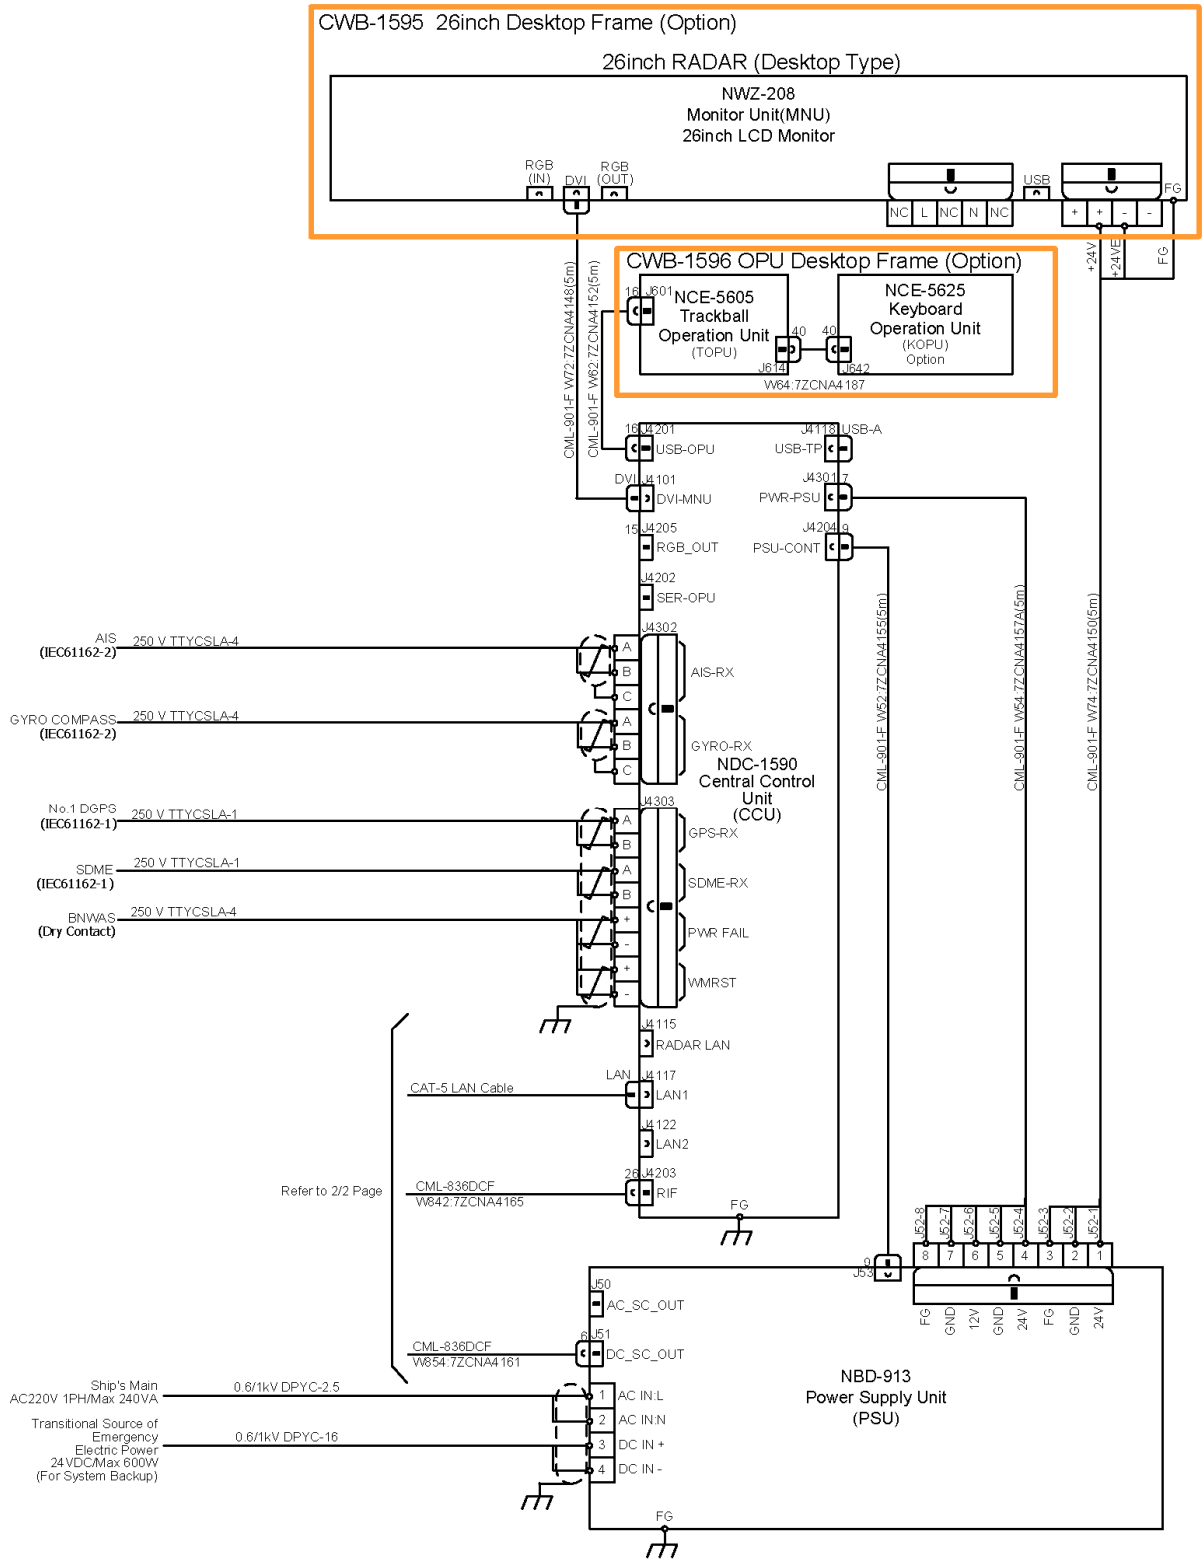 CWB-1595 26inch Desktop Frame (Option)
26inch RADAR (Desktop Type)
NWZ-208
Monitor Unit(MNU)
26inch LCD Monitor
RGB
(IN)
DVI
RGB
(OUT)
USB
FG
NC L NC N NC
+ + - -
+24V
+24VE
FG
CWB-1596 OPU Desktop Frame (Option)
16 J601
NCE-5605
Trackball
Operation Unit
(TOPU)
40
J614
NCE-5625
Keyboard
Operation Unit
(KOPU)
Option
40
J642
W64:7ZCNA4187
CML-901-F W72:7ZCNA4148(5m)
CML-901-F W62:7ZCNA4152(5m)
16 J4201
USB-OPU
J4118 USB-A
USB-TP
DVI J4101
DVI-MNU
J4301 7
PWR-PSU
15 J4205
RGB_OUT
J4204 9
PSU-CONT
J4202
SER-OPU
CML-901-F W52:7ZCNA4155(5m)
CML-901-F W54:7ZCNA4157A(5m)
CML-901-F W74:7ZCNA4150(5m)
J4302
AIS
(IEC61162-2)
250 V TTYCSLA-4
A
B
C
AIS-RX
GYRO COMPASS
(IEC61162-2)
250 V TTYCSLA-4
A
B
C
GYRO-RX
NDC-1590
Central Control
Unit
(CCU)
J4303
No.1 DGPS
(IEC61162-1)
250 V TTYCSLA-1
A
B
GPS-RX
SDME
(IEC61162-1)
250 V TTYCSLA-1
A
B
SDME-RX
BNWAS
(Dry Contact)
250 V TTYCSLA-4
+
-
PWR FAIL
+
-
WMRST
J4115
RADAR LAN
CAT-5 LAN Cable
LAN J4117
LAN1
J4122
LAN2
Refer to 2/2 Page
CML-836DCF
W842:7ZCNA4165
26 J4203
RIF
FG
J52-8 J52-7 J52-6 J52-5 J52-4 J52-3 J52-2 J52-1
8 7 6 5 4 3 2 1
FG GND 12V GND 24V FG GND 24V
9
J53
J50
AC_SC_OUT
CML-836DCF
W854:7ZCNA4161
6 J51
DC_SC_OUT
NBD-913
Power Supply Unit
(PSU)
Ship's Main
AC220V 1PH/Max 240VA
0.6/1kV DPYC-2.5
1 AC IN:L
2 AC IN:N
Transitional Source of
Emergency
Electric Power
24VDC/Max 600W
(For System Backup)
0.6/1kV DPYC-16
3 DC IN +
4 DC IN -
FG